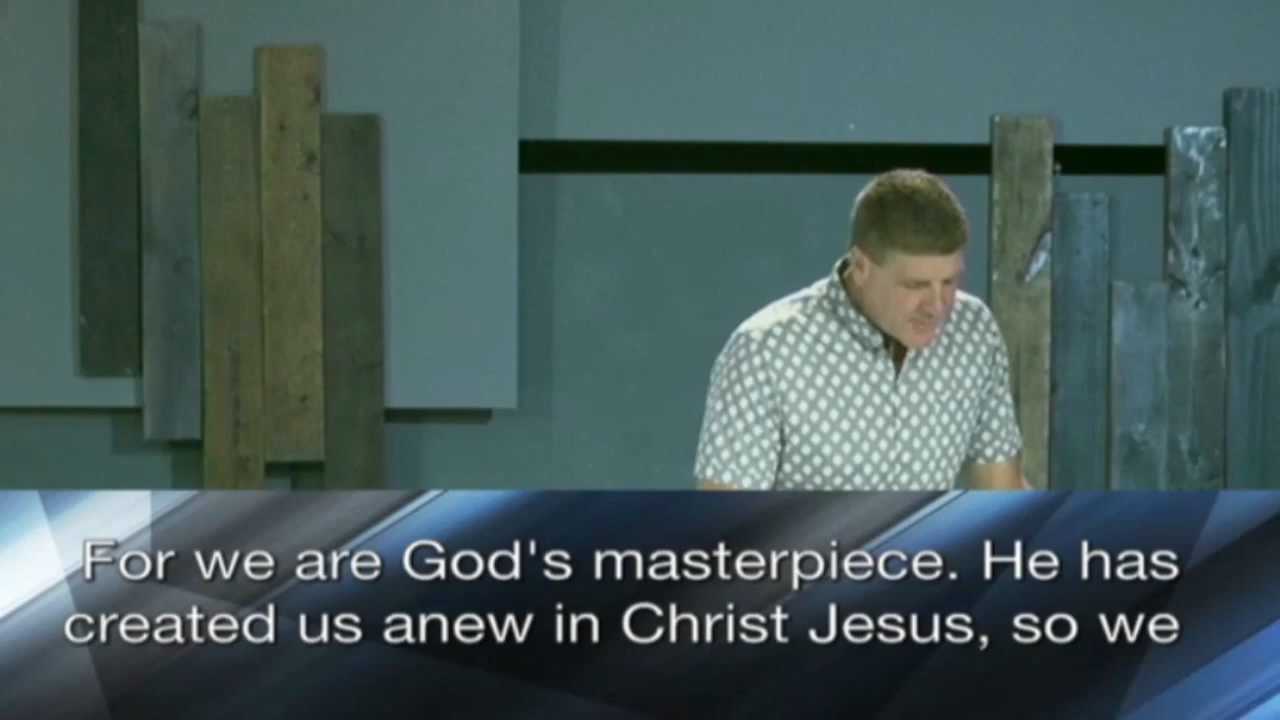 For we are God's masterpiece. He has
created us anew in Christ Jesus, so we